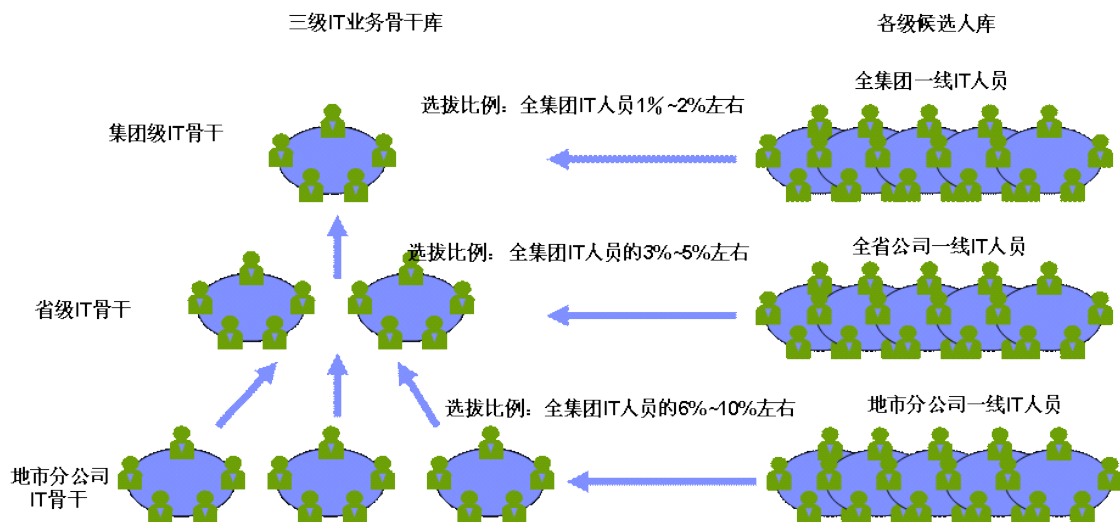 三级IT业务骨干库
各级候选人库
全集团一线IT人员
选拔比例：全集团IT人员1%~2%左右
集团级IT骨干
全省公司一线IT人员
选拔比例：全集团IT人员的3%~5%左右
省级IT骨干
地市分公司一线IT人员
选拔比例：全集团IT人员的6%~10%左右
地市分公司
IT骨干